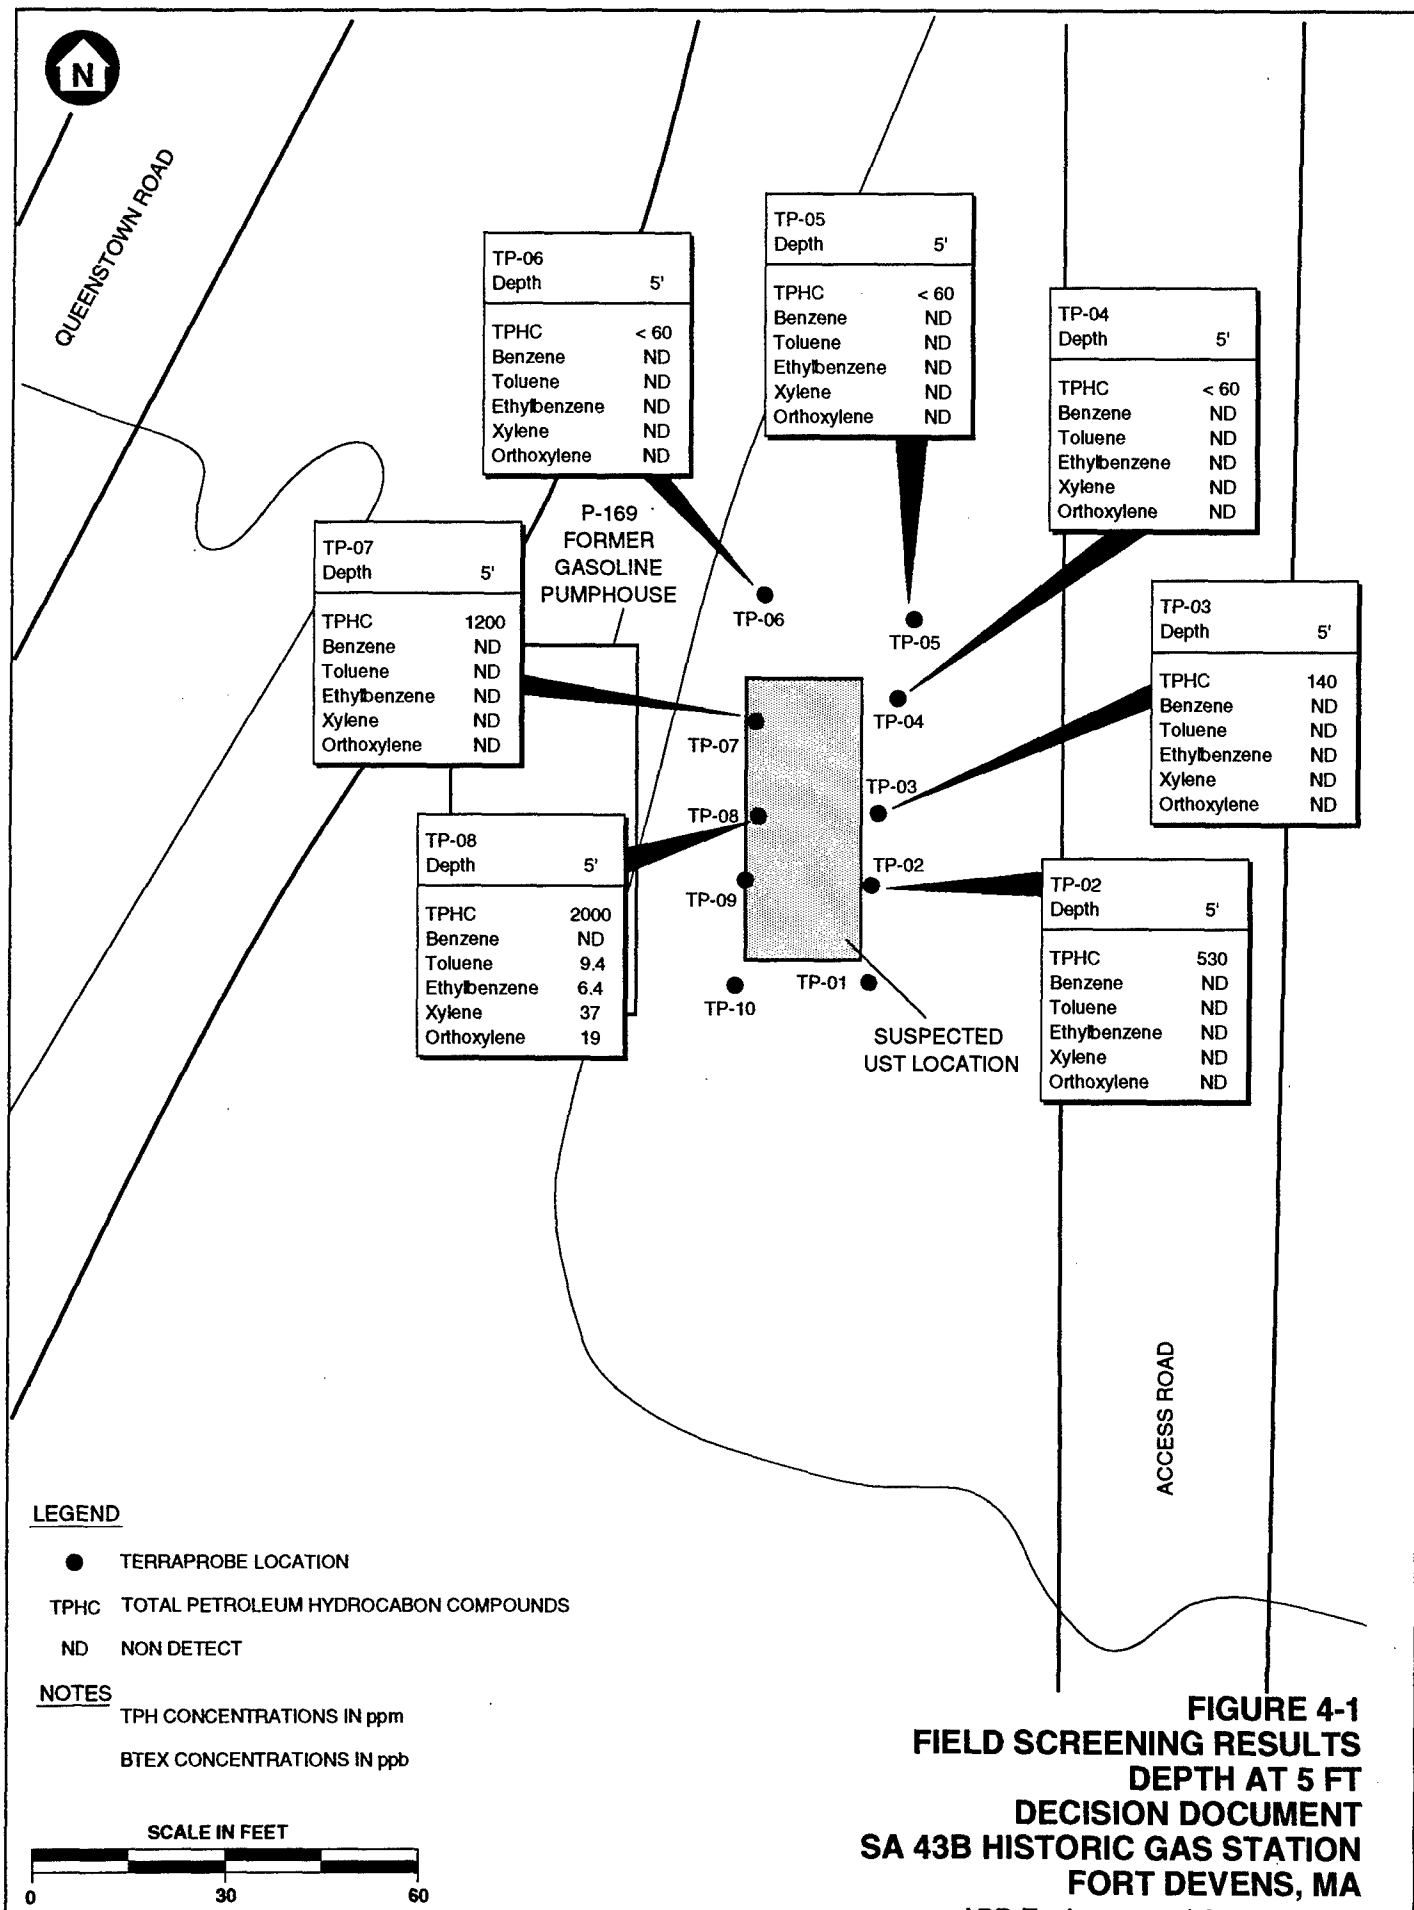 N
QUEENSTOWN ROAD
TP-05
Depth 5'
TPHC < 60
Benzene ND
Toluene ND
Ethylbenzene ND
Xylene ND
Orthoxylene ND
TP-06
Depth 5'
TPHC < 60
Benzene ND
Toluene ND
Ethylbenzene ND
Xylene ND
Orthoxylene ND
TP-04
Depth 5'
TPHC < 60
Benzene ND
Toluene ND
Ethylbenzene ND
Xylene ND
Orthoxylene ND
P-169
FORMER
GASOLINE
PUMPHOUSE
TP-07
Depth 5'
TPHC 1200
Benzene ND
Toluene ND
Ethylbenzene ND
Xylene ND
Orthoxylene ND
TP-03
Depth 5'
TPHC 140
Benzene ND
Toluene ND
Ethylbenzene ND
Xylene ND
Orthoxylene ND
TP-06
TP-05
TP-04
TP-07
TP-03
TP-08
TP-02
TP-09
TP-01
TP-10
TP-08
Depth 5'
TPHC 2000
Benzene ND
Toluene 9.4
Ethylbenzene 6.4
Xylene 37
Orthoxylene 19
TP-02
Depth 5'
TPHC 530
Benzene ND
Toluene ND
Ethylbenzene ND
Xylene ND
Orthoxylene ND
SUSPECTED
UST LOCATION
ACCESS ROAD
LEGEND
TERRAPROBE LOCATION
TPHC TOTAL PETROLEUM HYDROCABON COMPOUNDS
ND NON DETECT
NOTES
TPH CONCENTRATIONS IN ppm
BTEX CONCENTRATIONS IN ppb
SCALE IN FEET
0 30 60
FIGURE 4-1
FIELD SCREENING RESULTS
DEPTH AT 5 FT
DECISION DOCUMENT
SA 43B HISTORIC GAS STATION
FORT DEVENS, MA